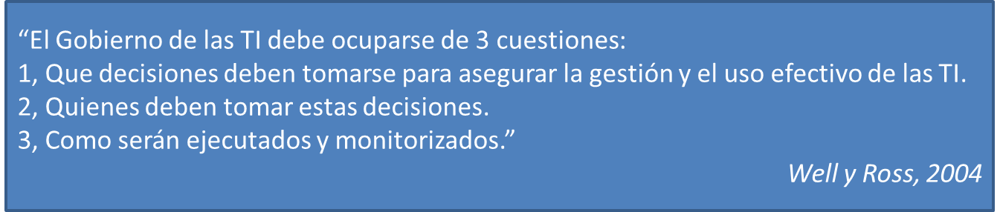 “El Gobierno de las TI debe ocuparse de 3 cuestiones:
1, Que decisiones deben tomarse para asegurar la gestión y el uso efectivo de las TI.
2, Quienes deben tomar estas decisiones.
3, Como serán ejecutados y monitorizados.”
Well y Ross, 2004